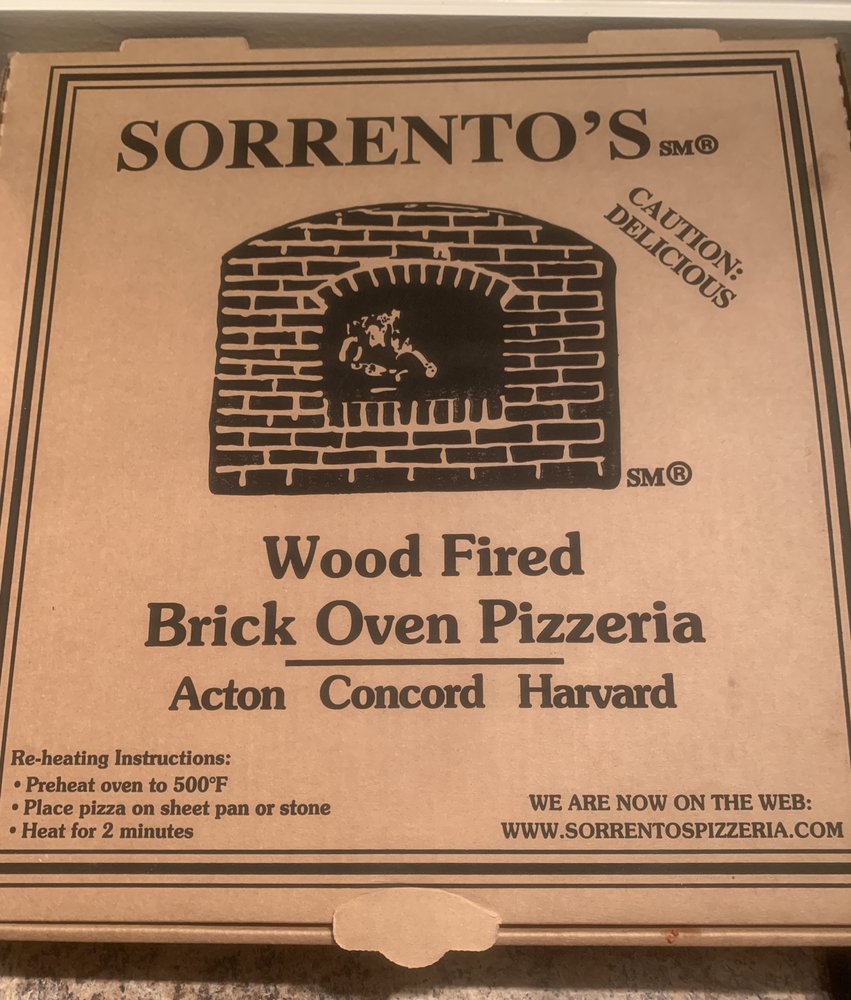 SORRENTO'S SM®
CAUTION:
DELICIOUS
SM®
Wood Fired
Brick Oven Pizzeria
Acton Concord Harvard
Re-heating Instructions:
• Preheat oven to 500°F
• Place pizza on sheet pan or stone
• Heat for 2 minutes
WE ARE NOW ON THE WEB:
WWW.SORRENTOSPIZZERIA.COM